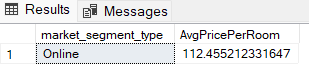 Results Messages
market_segment_type AvgPricePerRoom
1 Online 112.455212331647